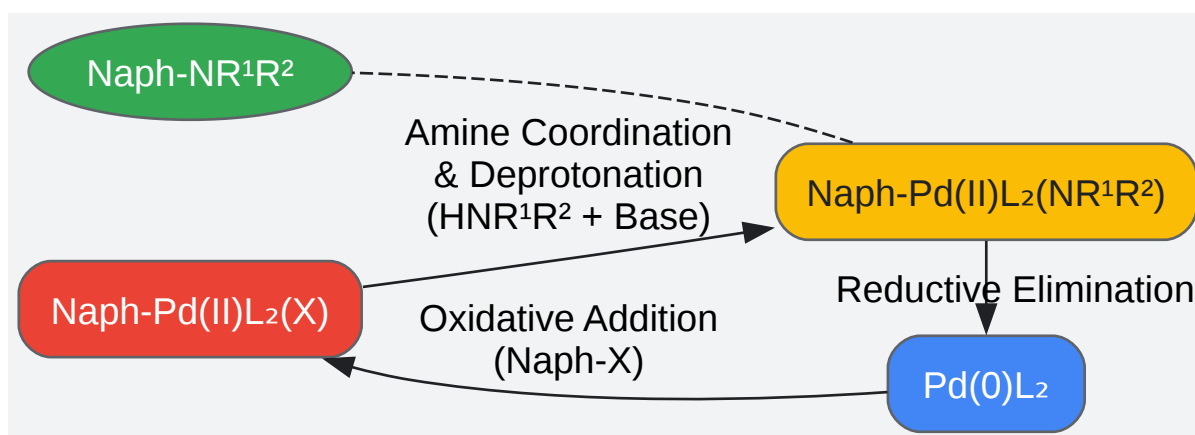 Naph-NR¹R²
Amine Coordination
& Deprotonation
(HNR¹R² + Base)
Naph-Pd(II)L₂(NR¹R²)
Reductive Elimination
Naph-Pd(II)L₂(X)
Oxidative Addition
(Naph-X)
Pd(0)L₂